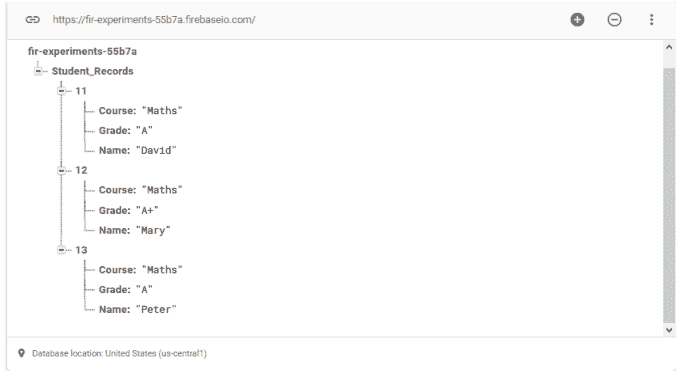 https://fir-experiments-55b7a.firebaseio.com/
fir-experiments-55b7a
Student_Records
11
Course: "Maths"
Grade: "A"
Name: "David"
12
Course: "Maths"
Grade: "A+"
Name: "Mary"
13
Course: "Maths"
Grade: "A"
Name: "Peter"
Database location: United States (us-central1)